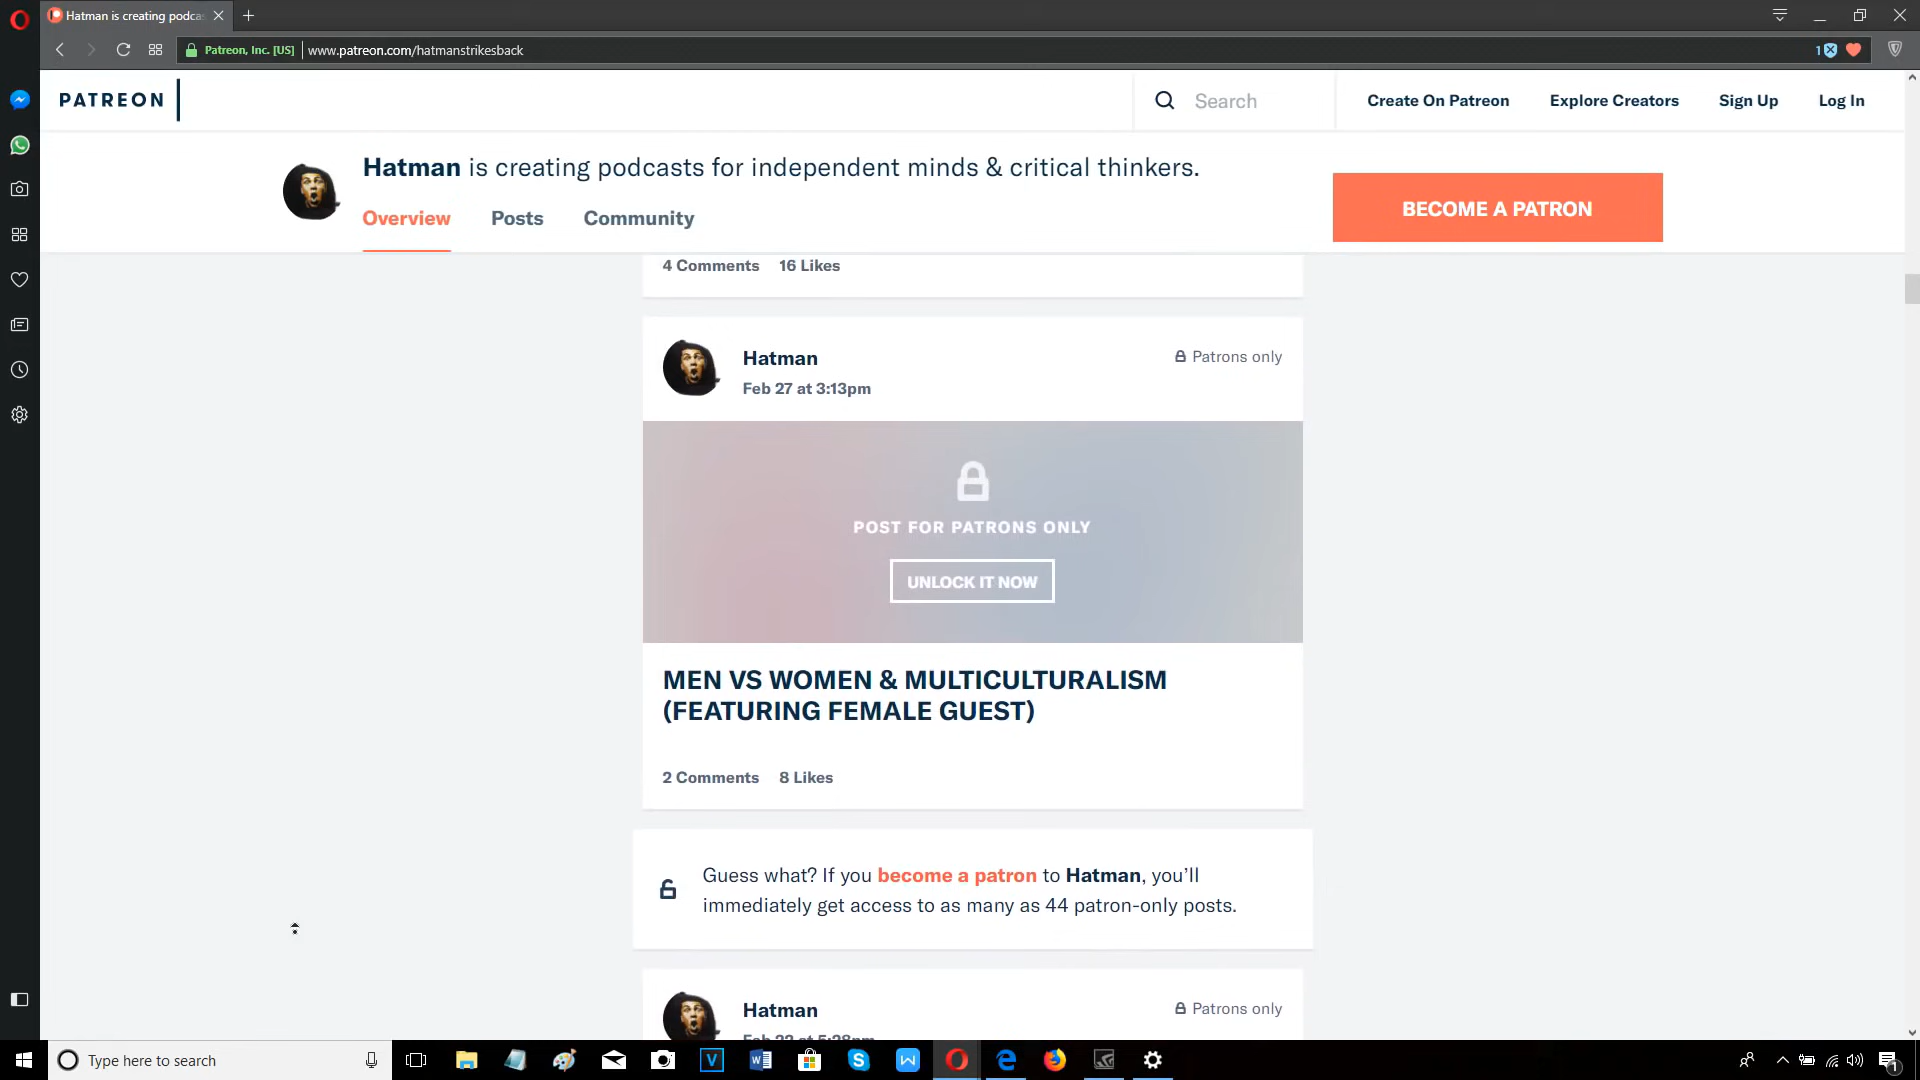 Hatman is creating podca
Patreon, Inc. [US]
www.patreon.com/hatmanstrikesback
1
PATREON
Search
Create On Patreon
Explore Creators
Sign Up
Log In
Hatman is creating podcasts for independent minds & critical thinkers.
Overview
Posts
Community
BECOME A PATRON
4 Comments
16 Likes
Hatman
Patrons only
Feb 27 at 3:13pm
POST FOR PATRONS ONLY
UNLOCK IT NOW
MEN VS WOMEN & MULTICULTURALISM
(FEATURING FEMALE GUEST)
2 Comments
8 Likes
Guess what? If you become a patron to Hatman, you’ll
immediately get access to as many as 44 patron-only posts.
Hatman
Patrons only
Type here to search
1